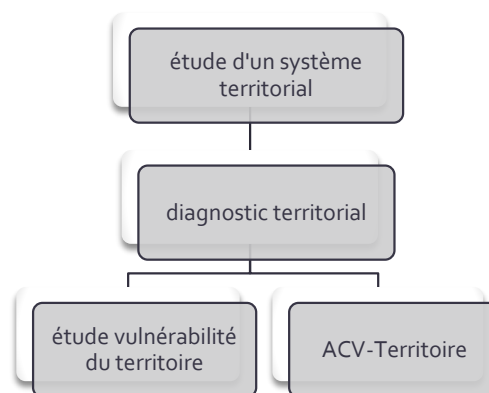 étude d'un système
territorial
diagnostic territorial
étude vulnérabilité
du territoire
ACV-Territoire